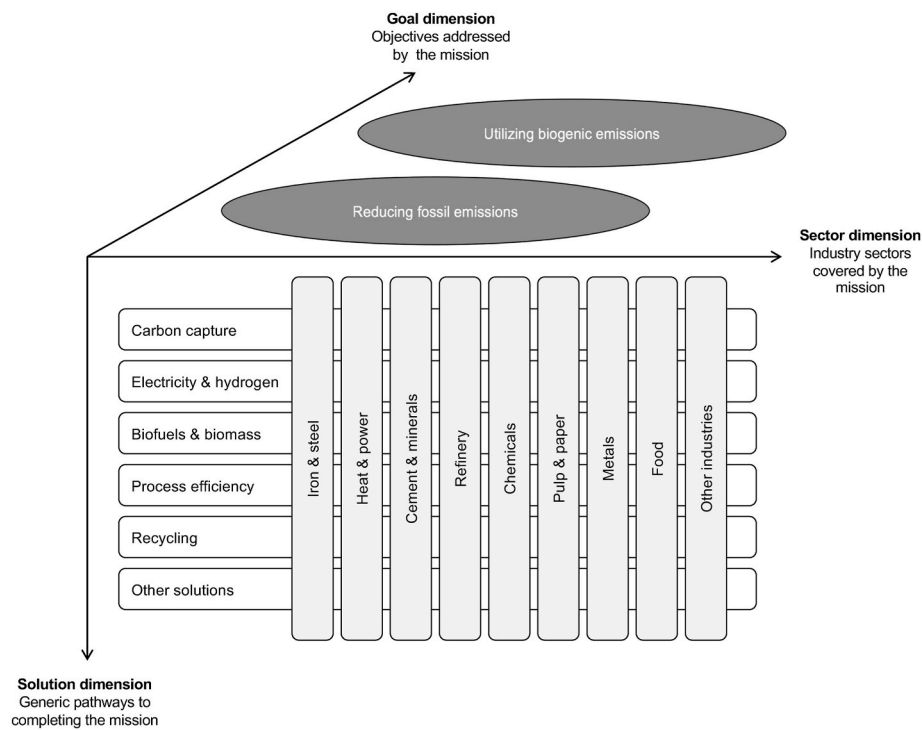 Goal dimension
Objectives addressed
by the mission
Utilizing biogenic emissions
Reducing fossil emissions
Sector dimension
Industry sectors
covered by the
mission
Carbon capture
Electricity & hydrogen
Biofuels & biomass
Process efficiency
Recycling
Other solutions
Iron & steel
Heat & power
Cement & minerals
Refinery
Chemicals
Pulp & paper
Metals
Food
Other industries
Solution dimension
Generic pathways to
completing the mission